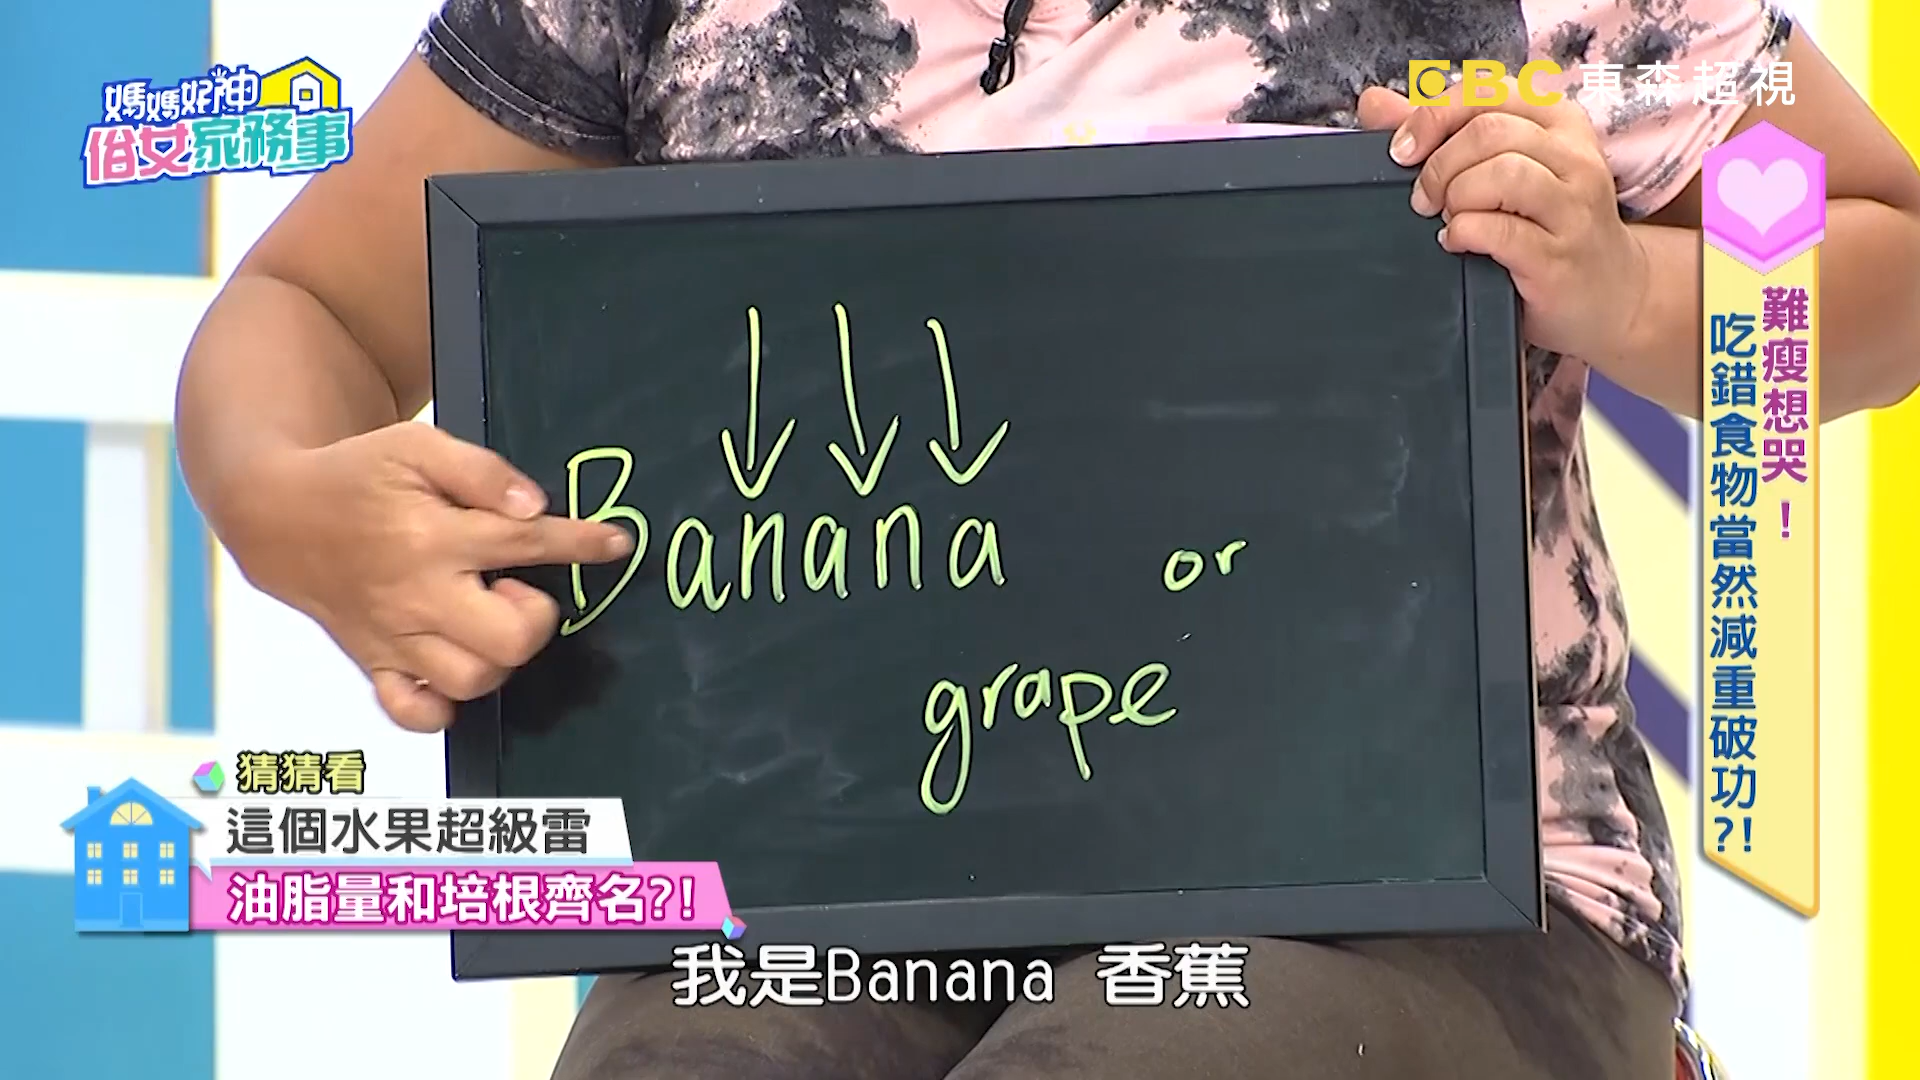 媽媽好神
俗女家務事
EBC 東森超視
難瘦想哭!
吃錯食物當然減重破功?!
Banana or
grape
猜猜看
這個水果超級雷
油脂量和培根齊名?!
我是Banana 香蕉